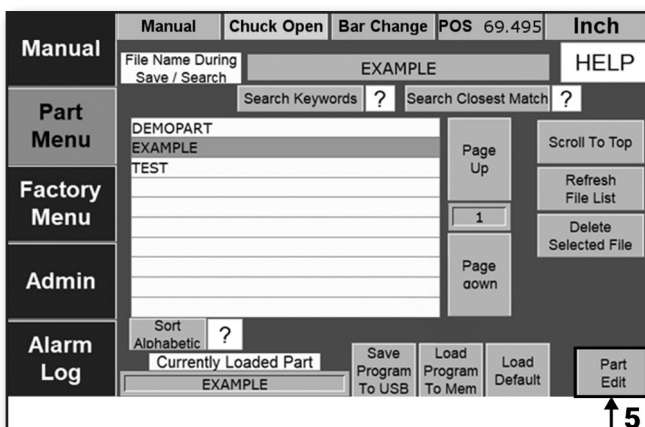 Manual
Manual
Chuck Open
Bar Change
POS 69.495
Inch
File Name During
Save / Search
EXAMPLE
HELP
Search Keywords
?
Search Closest Match
?
Part
Menu
DEMOPART
EXAMPLE
TEST
Page
Up
1
Page
down
Scroll To Top
Refresh
File List
Delete
Selected File
Factory
Menu
Admin
Sort
Alphabetic
?
Alarm
Log
Currently Loaded Part
EXAMPLE
Save
Program
To USB
Load
Program
To Mem
Load
Default
Part
Edit
5